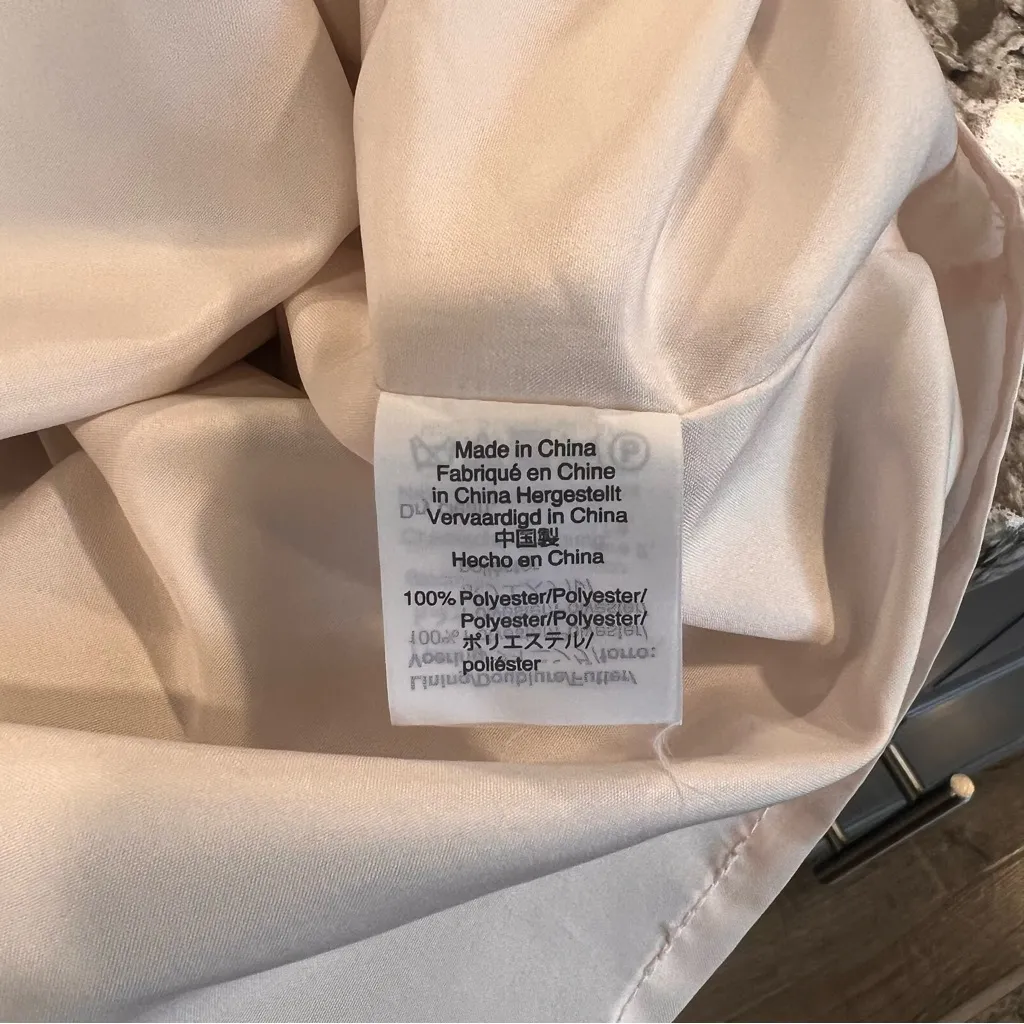 Made in China
Fabriqué en Chine
in China Hergestellt
Vervaardigd in China
中国製
Hecho en China
100% Polyester/Polyester/
Polyester/Polyester/
ポリエステル/
poliéster